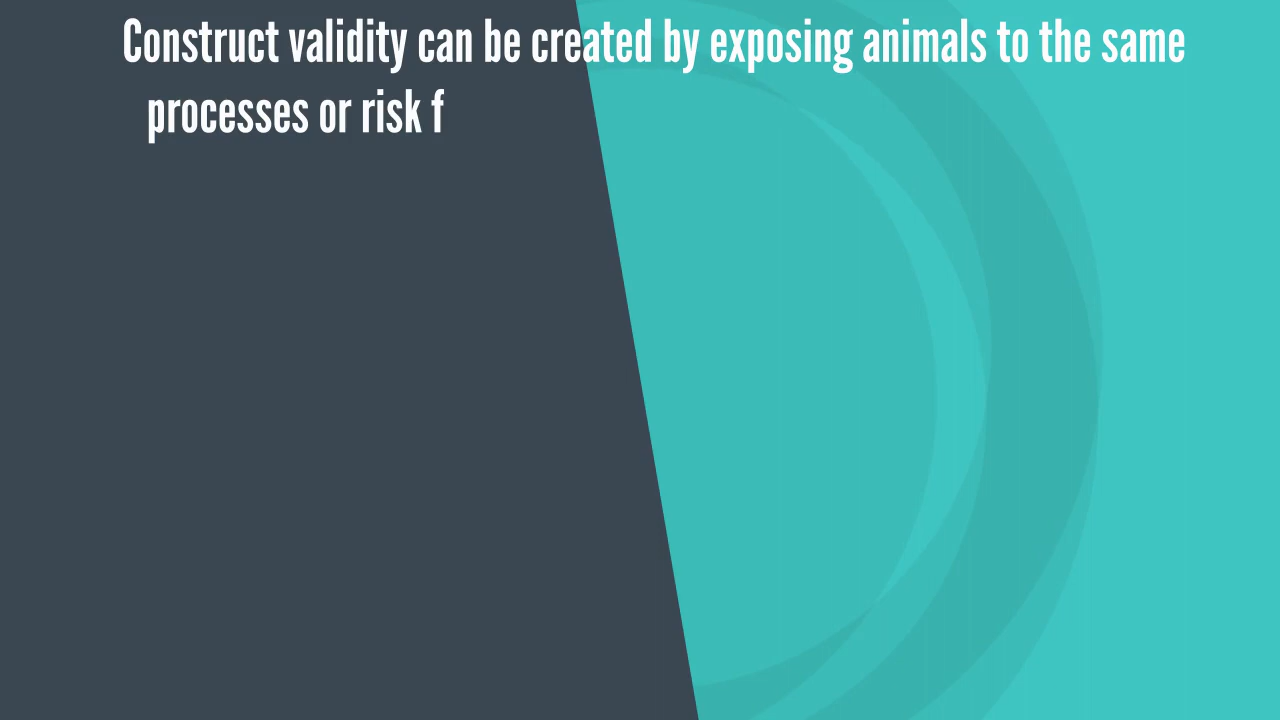 Construct validity can be created by exposing animals to the same
processes or risk f